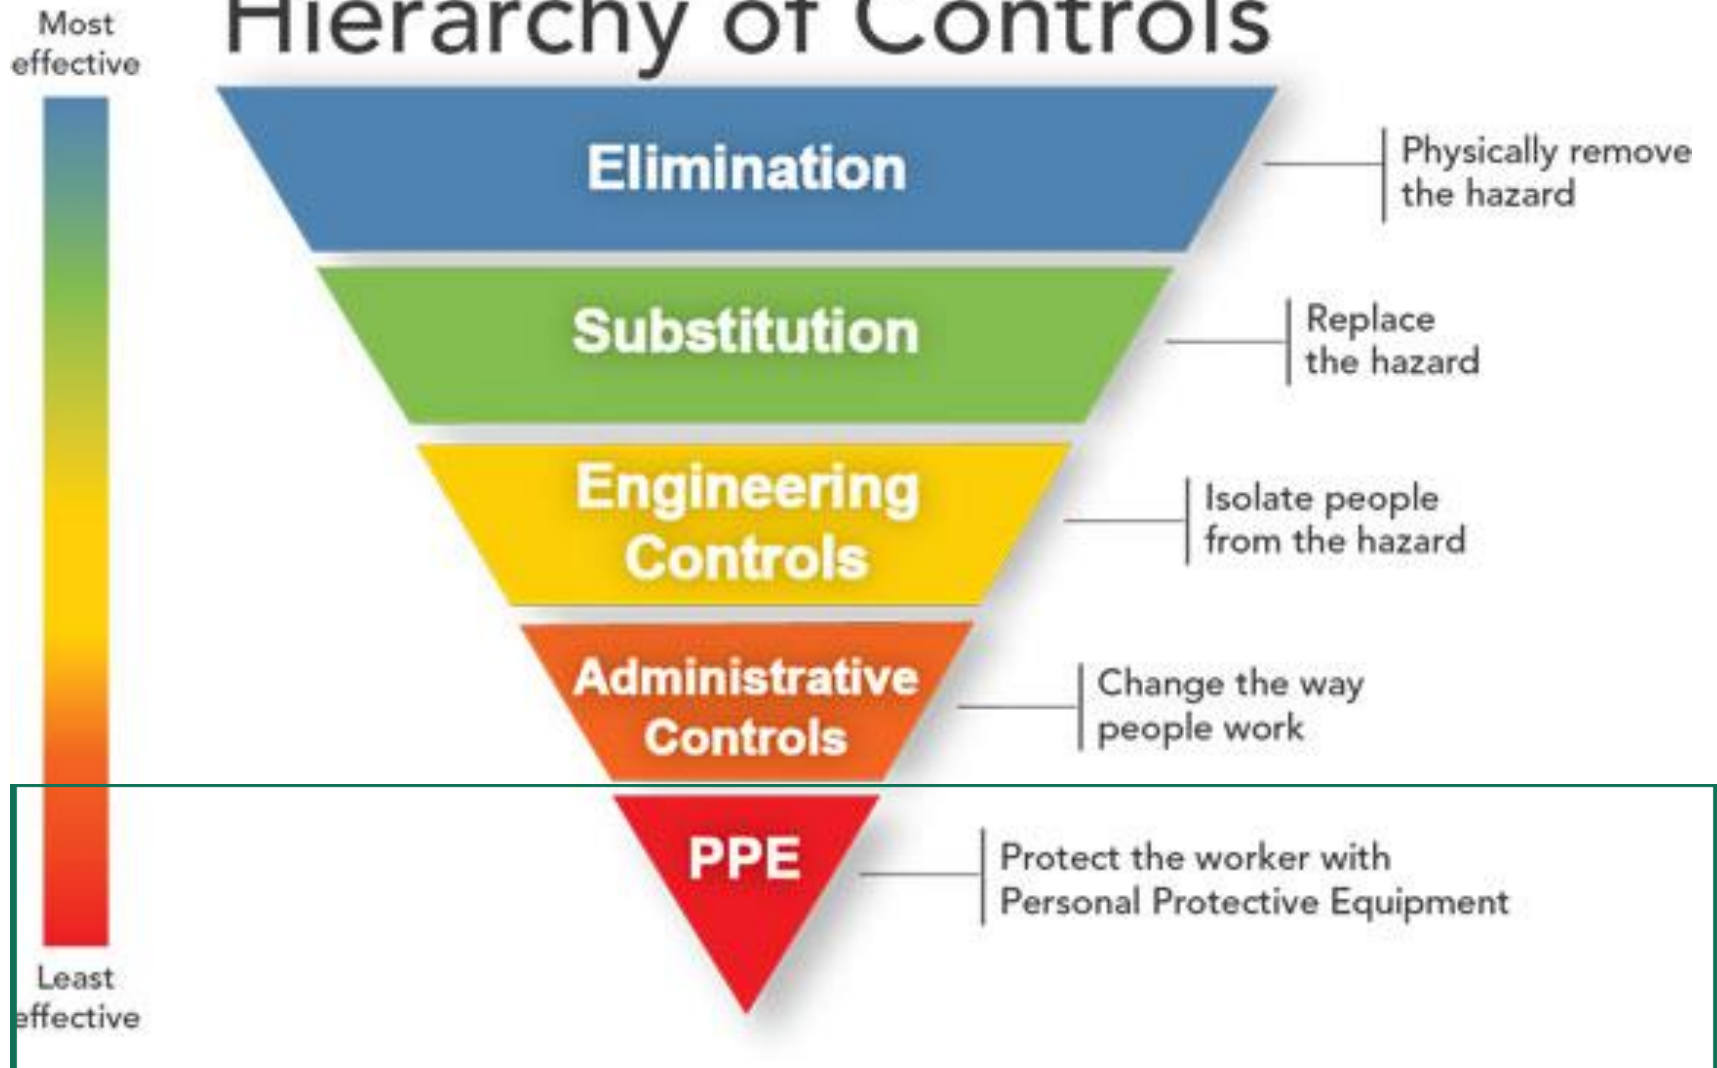 Hierarchy of Controls
Most
effective
Elimination
Physically remove
the hazard
Substitution
Replace
the hazard
Engineering
Controls
Isolate people
from the hazard
Administrative
Controls
Change the way
people work
PPE
Protect the worker with
Personal Protective Equipment
Least
effective